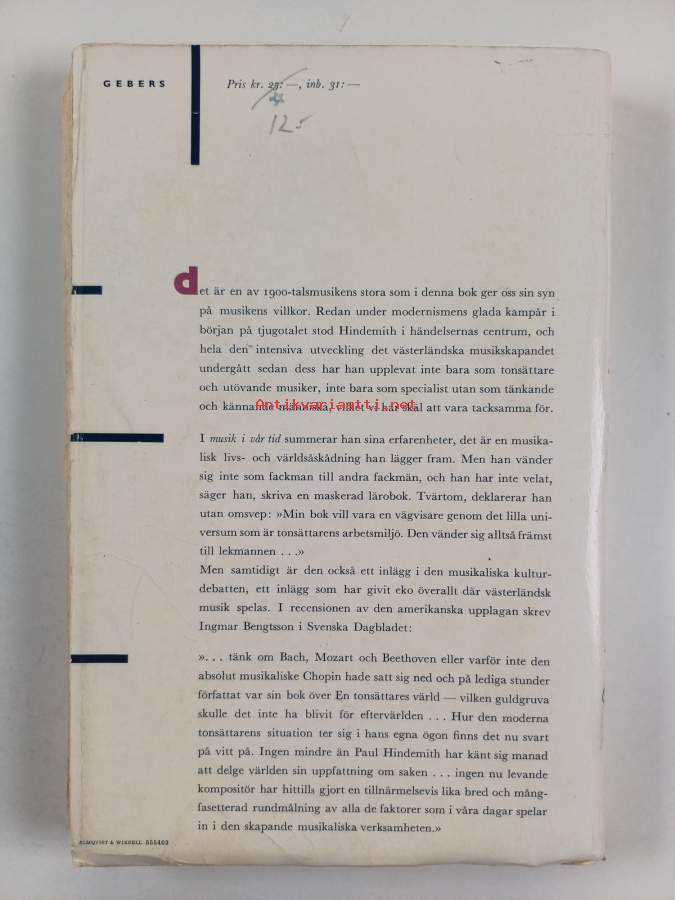 GEBERS
Pris kr. 25: —, inb. 31: —
12:-
det är en av 1900-talsmusikens stora som i denna bok ger oss sin syn
på musikens villkor. Redan under modernismens glada kampår i
början på tjugotalet stod Hindemith i händelsernas centrum, och
hela den intensiva utveckling det västerländska musikskapandet
undergått sedan dess har han upplevat inte bara som tonsättare
och utövande musiker, inte bara som specialist utan som tänkande
och kännande människa, vilket vi har skäl att vara tacksamma för.
Antikvariamtti.net
I musik i vår tid summerar han sina erfarenheter, det är en musika-
lisk livs- och världsåskådning han lägger fram. Men han vänder
sig inte som fackman till andra fackmän, och han har inte velat,
säger han, skriva en maskerad lärobok. Tvärtom, deklarerar han
utan omsvep: »Min bok vill vara en vägvisare genom det lilla uni-
versum som är tonsättarens arbetsmiljö. Den vänder sig alltså främst
till lekmannen . . .»
Men samtidigt är den också ett inlägg i den musikaliska kultur-
debatten, ett inlägg som har givit eko överallt där västerländsk
musik spelas. I recensionen av den amerikanska upplagan skrev
Ingmar Bengtsson i Svenska Dagbladet:
». . . tänk om Bach, Mozart och Beethoven eller varför inte den
absolut musikaliske Chopin hade satt sig ned och på lediga stunder
författat var sin bok över En tonsättares värld — vilken guldgruva
skulle det inte ha blivit för eftervärlden . . . Hur den moderna
tonsättarens situation ter sig i hans egna ögon finns det nu svart
på vitt på. Ingen mindre än Paul Hindemith har känt sig manad
att delge världen sin uppfattning om saken . . . ingen nu levande
kompositör har hittills gjort en tillnärmelsevis lika bred och mång-
fasetterad rundmålning av alla de faktorer som i våra dagar spelar
in i den skapande musikaliska verksamheten.»
ALMQVIST & WIKSELL 555403